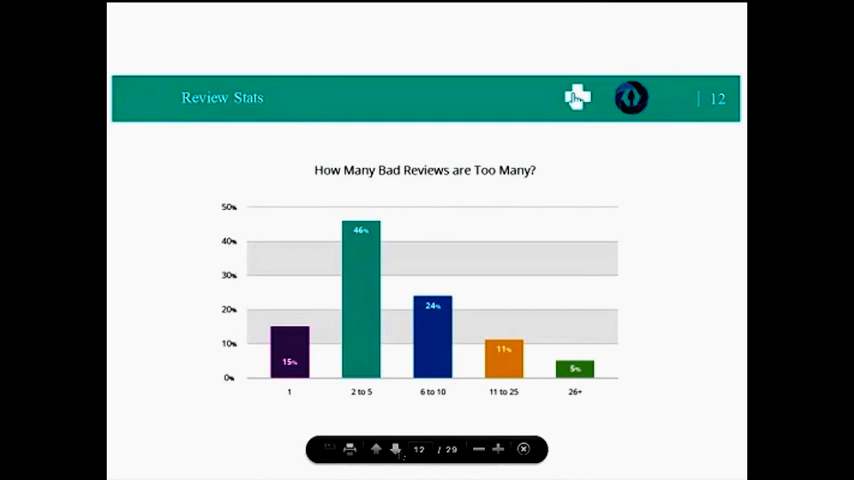 Review Stats
| 12
How Many Bad Reviews are Too Many?
50%
40%
30%
20%
10%
0%
46%
24%
15%
11%
5%
1
2 to 5
6 to 10
11 to 25
26+
12 / 29